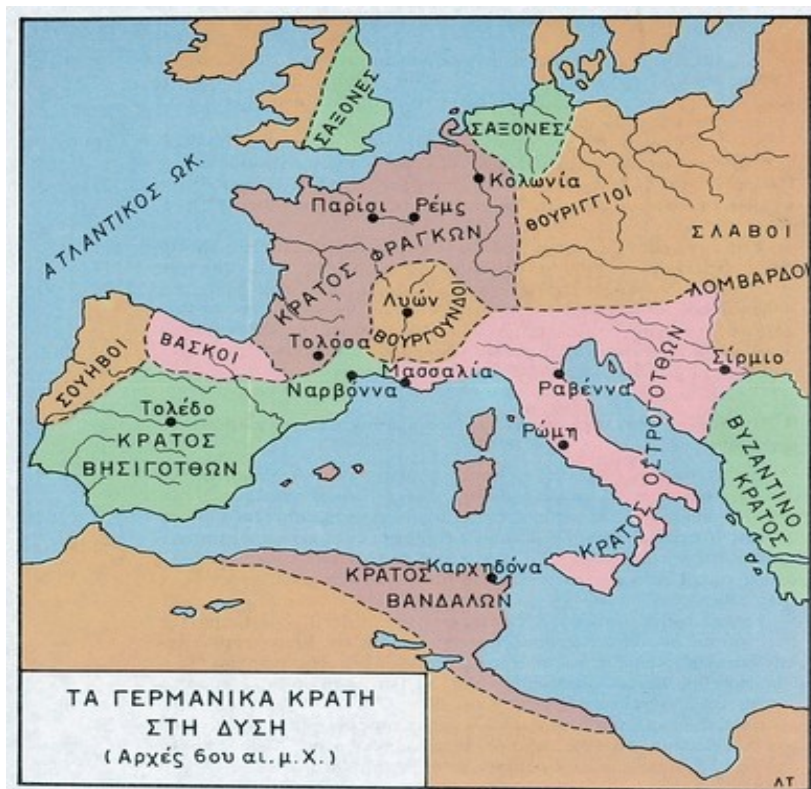 ΣΑΞΟΝΕΣ
ΣΑΞΟΝΕΣ
Κολωνία
ΑΤΛΑΝΤΙΚΟΣ ΩΚ.
Παρίσι
Ρέμς
ΘΟΥΡΙΓΓΙΟΙ
ΣΛΑΒΟΙ
ΚΡΑΤΟΣ ΦΡΑΓΚΩΝ
ΛΟΜΒΑΡΔΟΙ
Λυών
ΒΟΥΡΓΟΥΝΔΟΙ
ΣΟΥΗΒΟΙ
ΒΑΣΚΟΙ
Τολόσα
Ναρβόννα
Μασσαλία
Ραβέννα
Σίρμιο
Τολέδο
ΚΡΑΤΟΣ
ΒΗΣΙΓΟΤΘΩΝ
Ρώμη
ΚΡΑΤΟΣ ΟΣΤΡΟΓΟΤΘΩΝ
ΒΥΖΑΝΤΙΝΟ
ΚΡΑΤΟΣ
Καρχηδόνα
ΚΡΑΤΟΣ
ΒΑΝΔΑΛΩΝ
ΤΑ ΓΕΡΜΑΝΙΚΑ ΚΡΑΤΗ
ΣΤΗ ΔΥΣΗ
(Αρχές 6ου αι. μ.Χ.)
ΛΤ